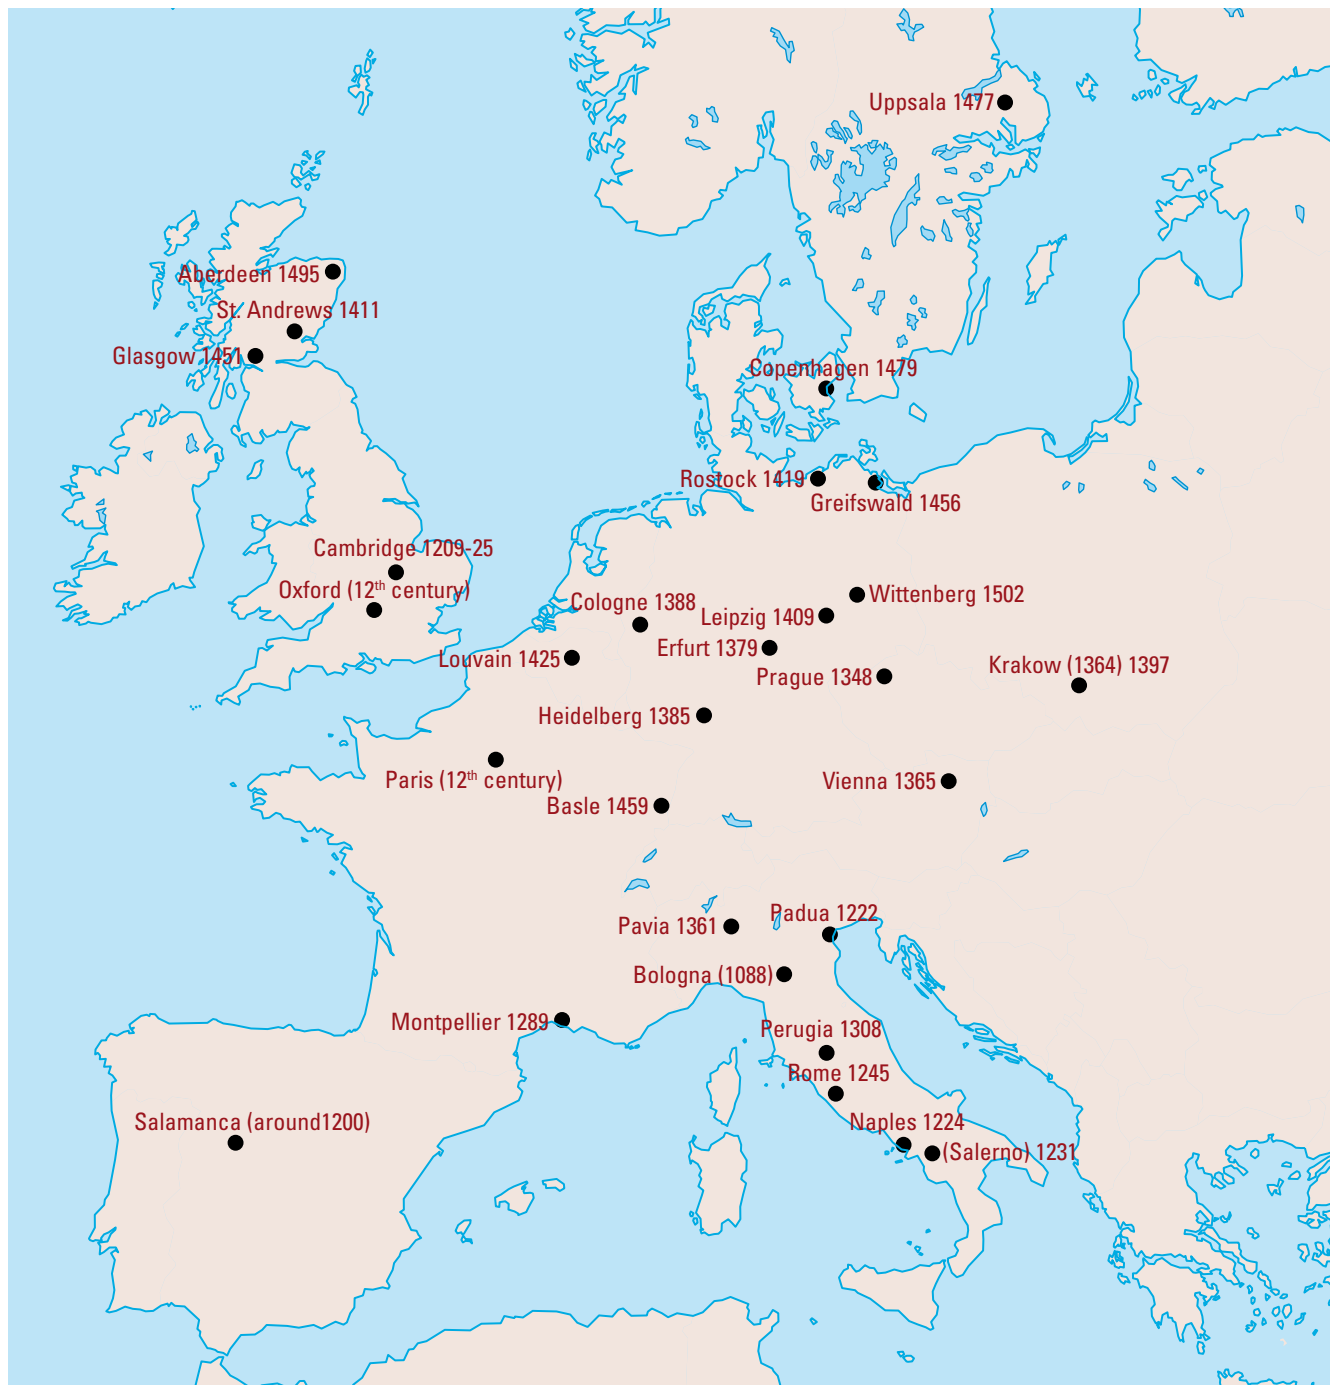 Uppsala 1477
Aberdeen 1495
St. Andrews 1411
Glasgow 1451
Copenhagen 1479
Rostock 1419
Greifswald 1456
Cambridge 1209-25
Oxford (12th century)
Cologne 1388
Wittenberg 1502
Leipzig 1409
Erfurt 1379
Louvain 1425
Prague 1348
Krakow (1364) 1397
Heidelberg 1385
Paris (12th century)
Vienna 1365
Basle 1459
Padua 1222
Pavia 1361
Bologna (1088)
Montpellier 1289
Perugia 1308
Rome 1245
Salamanca (around1200)
Naples 1224
(Salerno) 1231